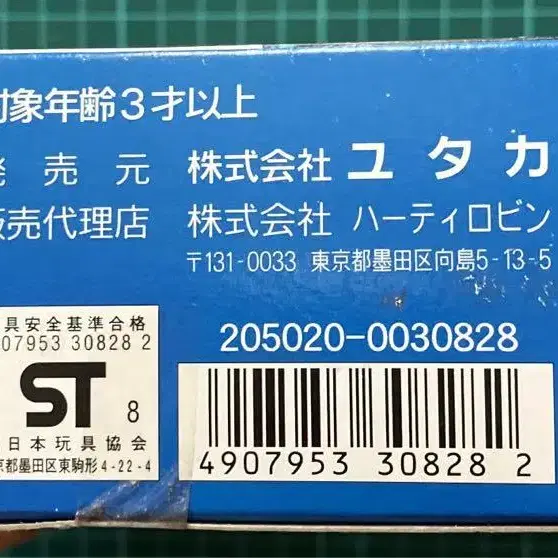 対象年齢3才以上
発売元 株式会社 ユタカ
販売代理店 株式会社 ハーティロビン
〒131-0033 東京都墨田区向島5-13-5
具安全基準合格
07953 30828 2
ST 8
日本玩具協会
京都墨田区東駒形4-22-4
205020-0030828
4907953 308282